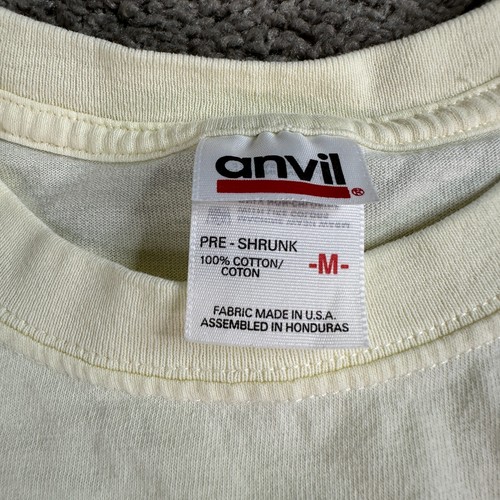 anvil
®
PRE - SHRUNK
100% COTTON/
COTON
-M-
FABRIC MADE IN U.S.A.
ASSEMBLED IN HONDURAS